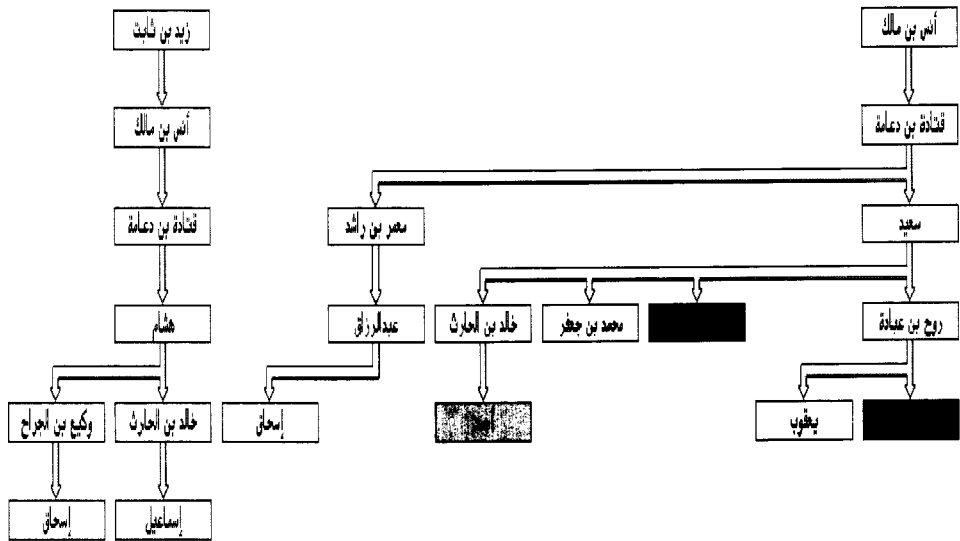 أنس بن مالك
زيد بن ثابت
قتادة بن دعامة
أنس بن مالك
سعيد
معمر بن راشد
قتادة بن دعامة
روح بن عبادة
محمد بن جعفر
خالد بن الحارث
عبدالرزاق
هشام
يعقوب
إسحاق
خالد بن الحارث
وكيع بن الجراح
إسماعيل
إسحاق